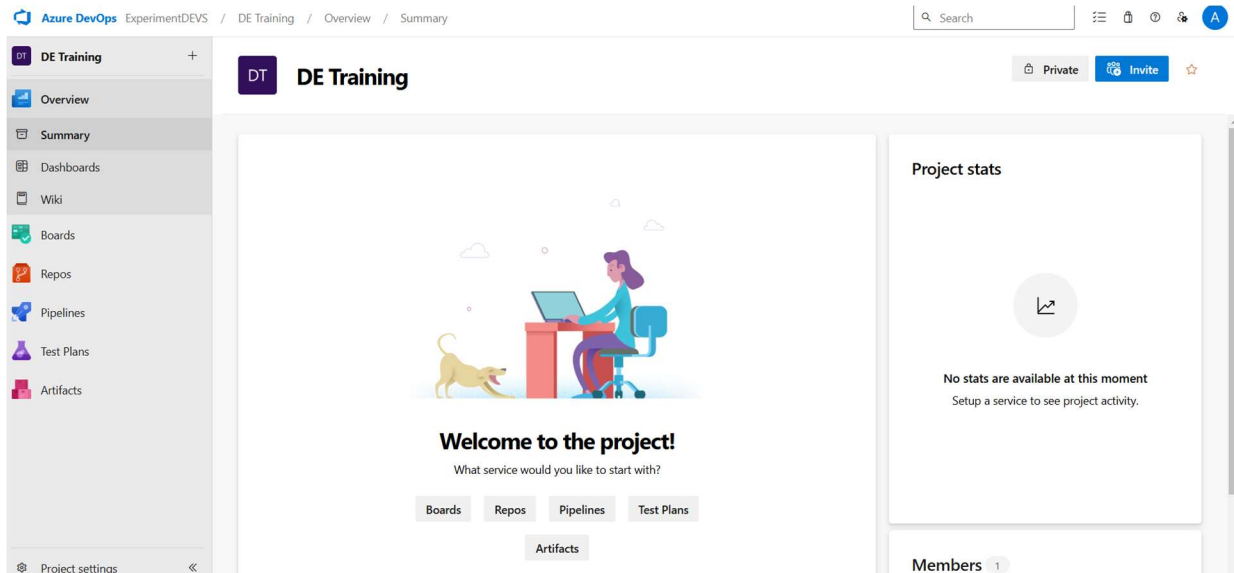 Azure DevOps ExperimentDEVS / DE Training / Overview / Summary
Search
A
DT DE Training
Overview
Summary
Dashboards
Wiki
Boards
Repos
Pipelines
Test Plans
Artifacts
Project settings
DT DE Training
Private
Invite
Welcome to the project!
What service would you like to start with?
Boards Repos Pipelines Test Plans
Artifacts
Project stats
No stats are available at this moment
Setup a service to see project activity.
Members 1